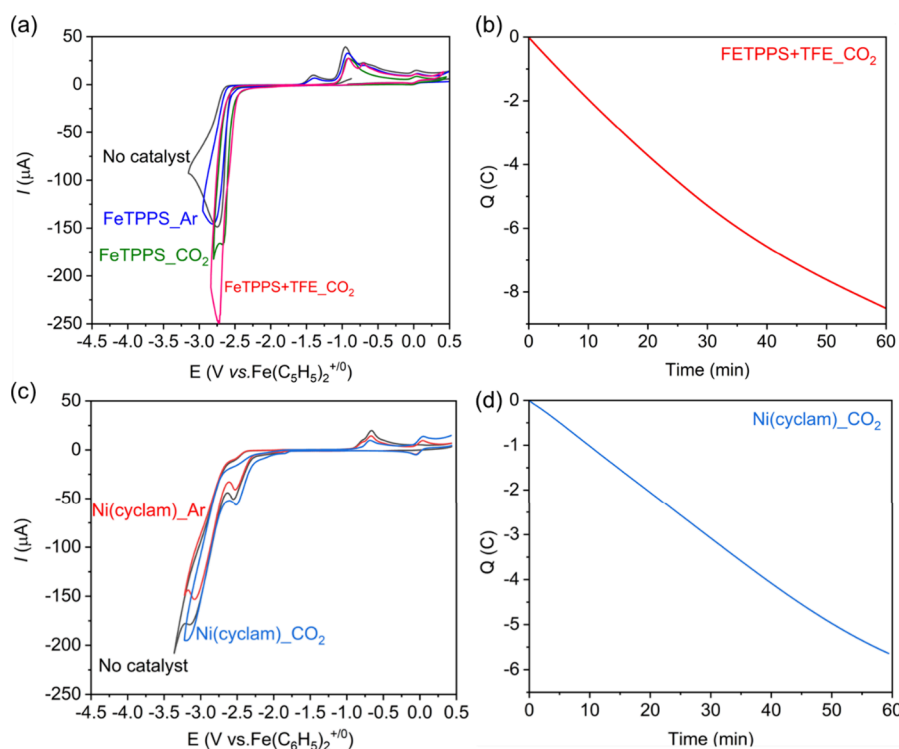 (a)
50
0
-50
-100
-150
-200
-250
I (µA)
No catalyst
FeTPPS_Ar
FeTPPS_CO₂
FeTPPS+TFE_CO₂
-4.5 -4.0 -3.5 -3.0 -2.5 -2.0 -1.5 -1.0 -0.5 0.0 0.5
E (V vs.Fe(C₅H₅)₂⁺ᐟ⁰)
(b)
0
-2
-4
-6
-8
Q (C)
FETPPS+TFE_CO₂
0 10 20 30 40 50 60
Time (min)
(c)
50
0
-50
-100
-150
-200
-250
I (µA)
Ni(cyclam)_Ar
Ni(cyclam)_CO₂
No catalyst
-4.5 -4.0 -3.5 -3.0 -2.5 -2.0 -1.5 -1.0 -0.5 0.0 0.5
E (V vs.Fe(C₆H₅)₂⁺ᐟ⁰)
(d)
0
-1
-2
-3
-4
-5
-6
Q (C)
Ni(cyclam)_CO₂
0 10 20 30 40 50 60
Time (min)